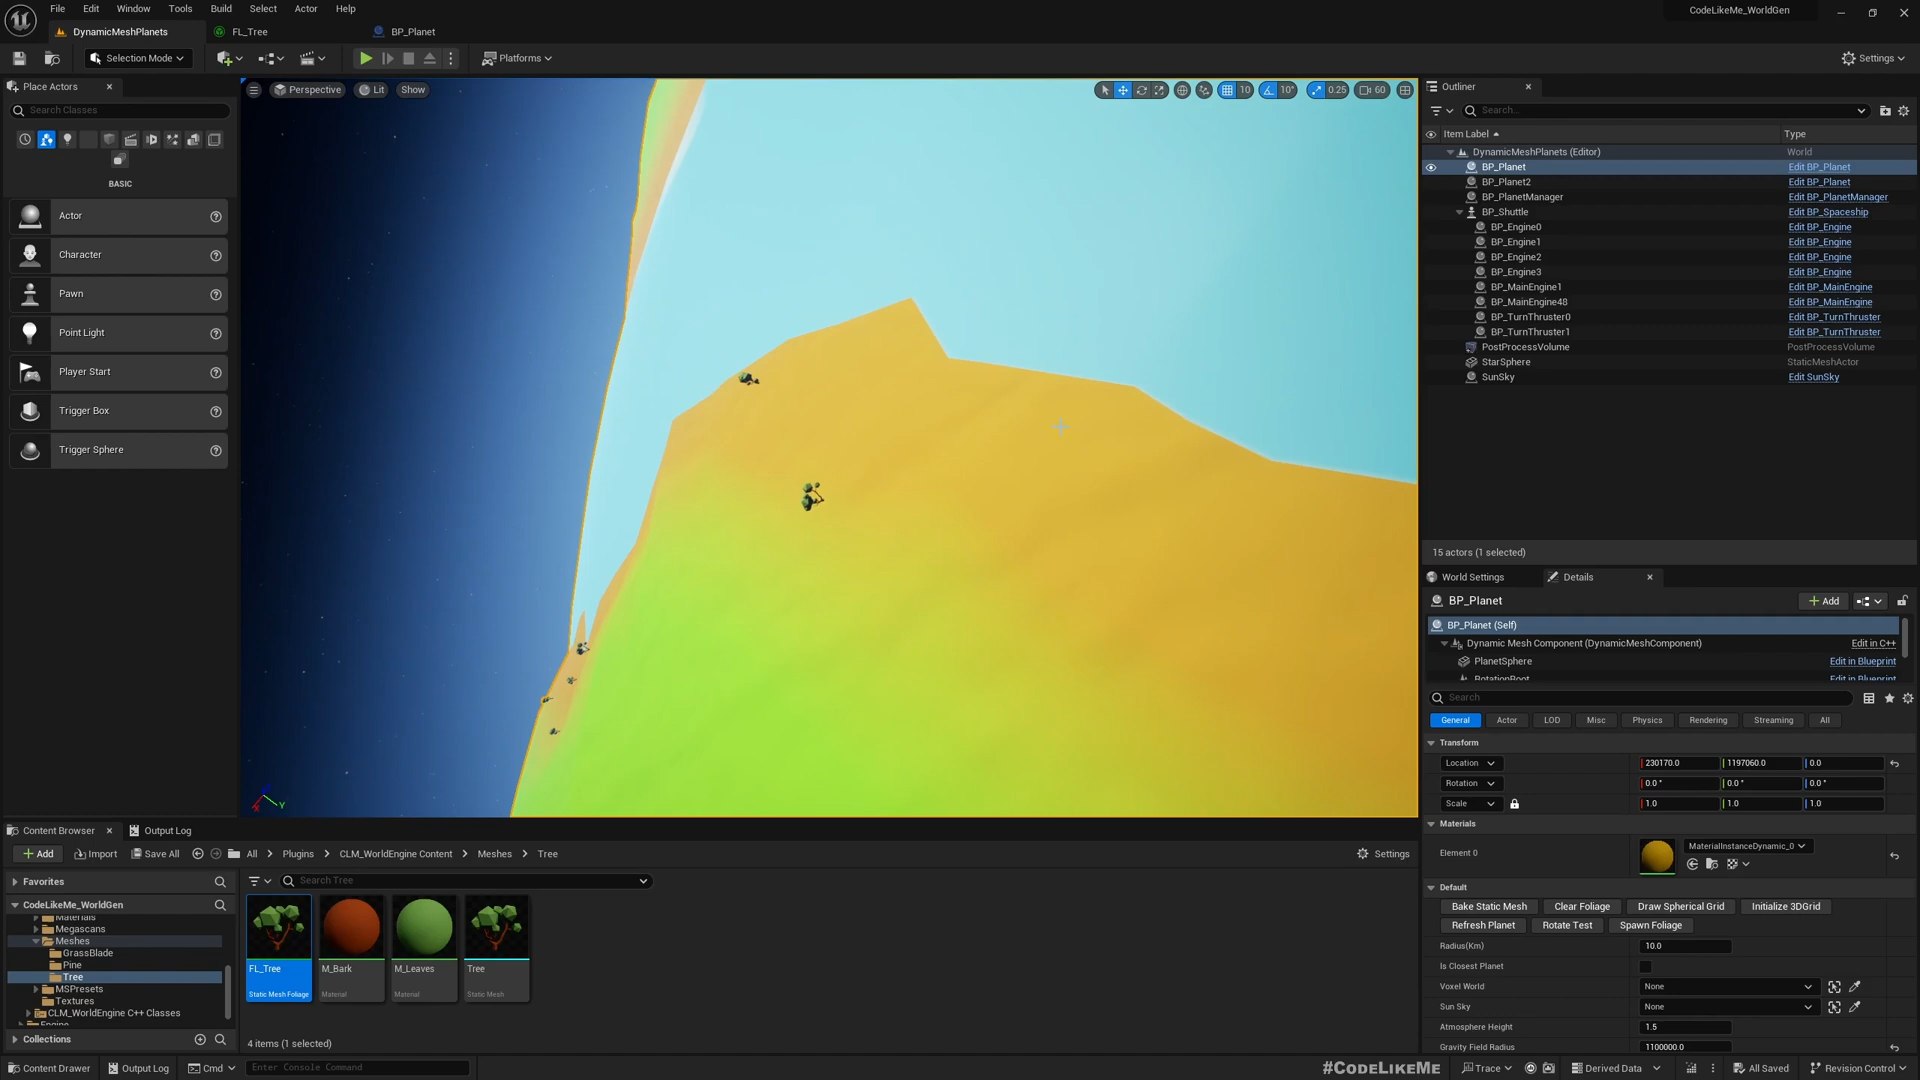 File Edit Window Tools Build Select Actor Help
CodeLikeMe_WorldGen
DynamicMeshPlanets FL_Tree BP_Planet
Selection Mode Platforms Settings
Place Actors
Search Classes
BASIC
Actor
Character
Pawn
Point Light
Player Start
Trigger Box
Trigger Sphere
Perspective Lit Show
10 10° 0.25 60
X Y
Outliner
Search...
Item Label Type
DynamicMeshPlanets (Editor) World
BP_Planet Edit BP_Planet
BP_Planet2 Edit BP_Planet
BP_PlanetManager Edit BP_PlanetManager
BP_Shuttle Edit BP_Spaceship
BP_Engine0 Edit BP_Engine
BP_Engine1 Edit BP_Engine
BP_Engine2 Edit BP_Engine
BP_Engine3 Edit BP_Engine
BP_MainEngine1 Edit BP_MainEngine
BP_MainEngine48 Edit BP_MainEngine
BP_TurnThruster0 Edit BP_TurnThruster
BP_TurnThruster1 Edit BP_TurnThruster
PostProcessVolume PostProcessVolume
StarSphere StaticMeshActor
SunSky Edit SunSky
15 actors (1 selected)
World Settings Details
BP_Planet Add
BP_Planet (Self)
Dynamic Mesh Component (DynamicMeshComponent) Edit in C++
PlanetSphere Edit in Blueprint
RotationRoot Edit in Blueprint
Search
General Actor LOD Misc Physics Rendering Streaming All
Transform
Location 230170.0 1197060.0 0.0
Rotation 0.0° 0.0° 0.0°
Scale 1.0 1.0 1.0
Materials
Element 0 MaterialInstanceDynamic_0
Default
Bake Static Mesh Clear Foliage Draw Spherical Grid Initialize 3DGrid
Refresh Planet Rotate Test Spawn Foliage
Radius(Km) 10.0
Is Closest Planet
Voxel World None
Sun Sky None
Atmosphere Height 1.5
Gravity Field Radius 1100000.0
Content Browser Output Log
Add Import Save All All Plugins CLM_WorldEngine Content Meshes Tree Settings
Favorites
Search Tree
CodeLikeMe_WorldGen
Materials
Megascans
Meshes
GrassBlade
Pine
Tree
MSPresets
Textures
CLM_WorldEngine C++ Classes
Engine
Collections
FL_Tree
Static Mesh Foliage
M_Bark
Material
M_Leaves
Material
Tree
Static Mesh
4 items (1 selected)
Content Drawer Output Log Cmd Enter Console Command
#CODELIKEME Trace Derived Data All Saved Revision Control